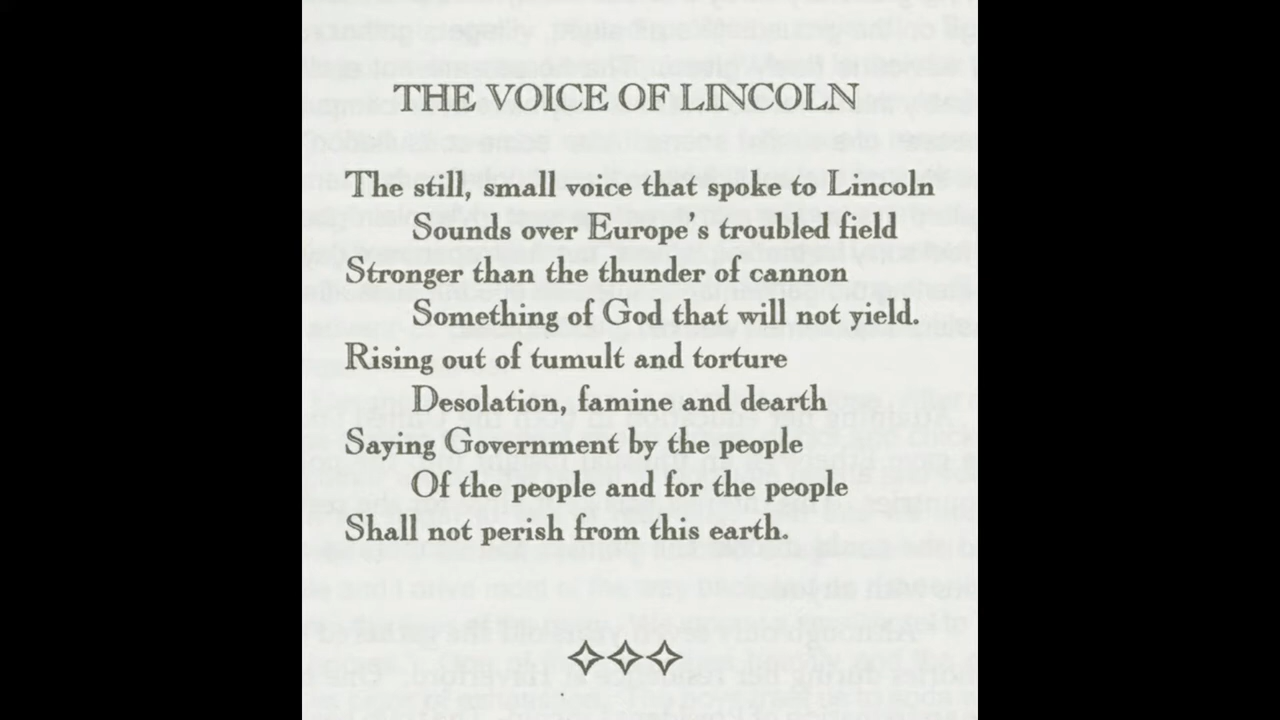 THE VOICE OF LINCOLN
The still, small voice that spoke to Lincoln
Sounds over Europe's troubled field
Stronger than the thunder of cannon
Something of God that will not yield.
Rising out of tumult and torture
Desolation, famine and dearth
Saying Government by the people
Of the people and for the people
Shall not perish from this earth.